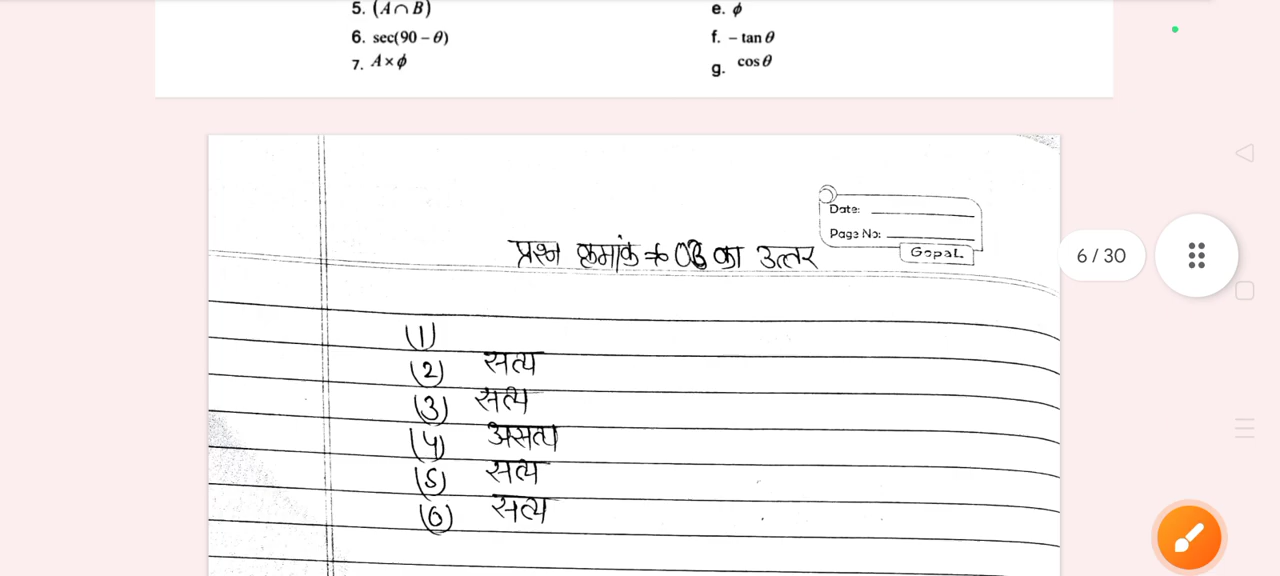 5. (A∩B)
e. ϕ
6. sec(90 – θ)
f. – tan θ
7. A×ϕ
g. cos θ
Date:
Page No:
Gopal
प्रश्न क्रमांक → 03 का उत्तर
6 / 30
(1)
(2) सत्य
(3) सत्य
(4) असत्य
(5) सत्य
(6) सत्य